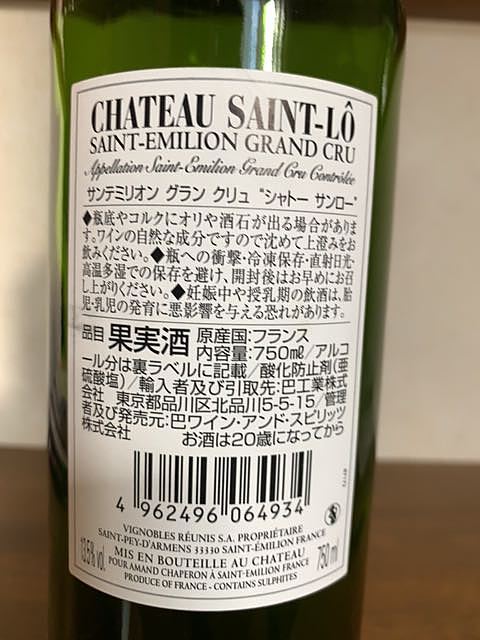 CHATEAU SAINT-LÔ
SAINT-EMILION GRAND CRU
Appellation Saint-Emilion Grand Cru Contrôlée
サンテミリオン グラン クリュ "シャトー サンロー"
◆瓶底やコルクにオリや酒石が出る場合がありま
す。ワインの自然な成分ですので沈めて上澄みをお
飲みください。◆瓶への衝撃・冷凍保存・直射日光・
高温多湿での保存を避け、開封後はお早めにお召
し上がりください。◆妊娠中や授乳期の飲酒は、胎
児・乳児の発育に悪影響を与える恐れがあります。
品目 果実酒 原産国:フランス
内容量:750mℓ/アルコ
ール分は裏ラベルに記載/酸化防止剤(亜
硫酸塩)/輸入者及び引取先:巴工業株式
会社 東京都品川区北品川5-5-15/管理
者及び発売元:巴ワイン・アンド・スピリッツ
株式会社 お酒は20歳になってから
4 962496 064934
VIGNOBLES RÉUNIS S.A. PROPRIÉTAIRE
SAINT-PEY-D'ARMENS 33330 SAINT-ÉMILION FRANCE
MIS EN BOUTEILLE AU CHATEAU
POUR AMAND CHAPERON À SAINT-EMILION FRANCE
PRODUCE OF FRANCE - CONTAINS SULPHITES
13.5% vol.
750 ml